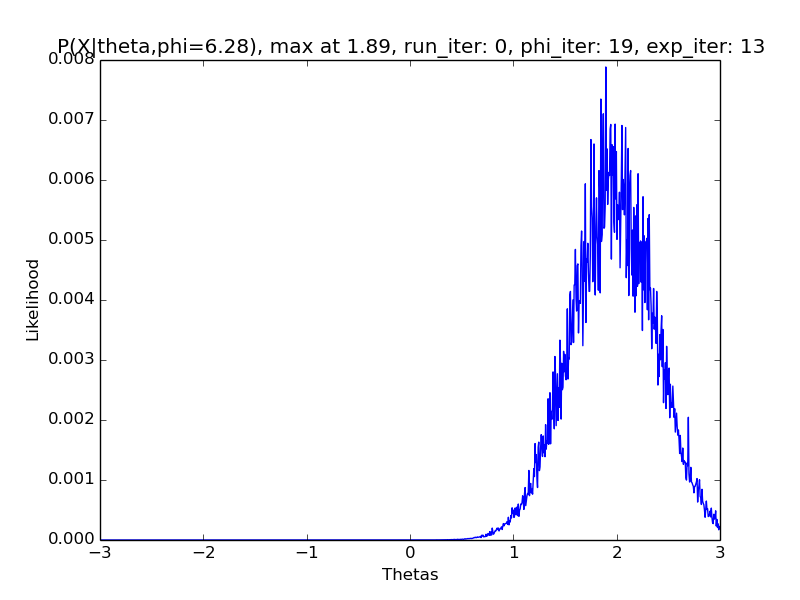 P(X|theta,phi=6.28), max at 1.89, run_iter: 0, phi_iter: 19, exp_iter: 13
0.008
0.007
0.006
0.005
0.004
0.003
0.002
0.001
0.000
Likelihood
−3 −2 −1 0 1 2 3
Thetas